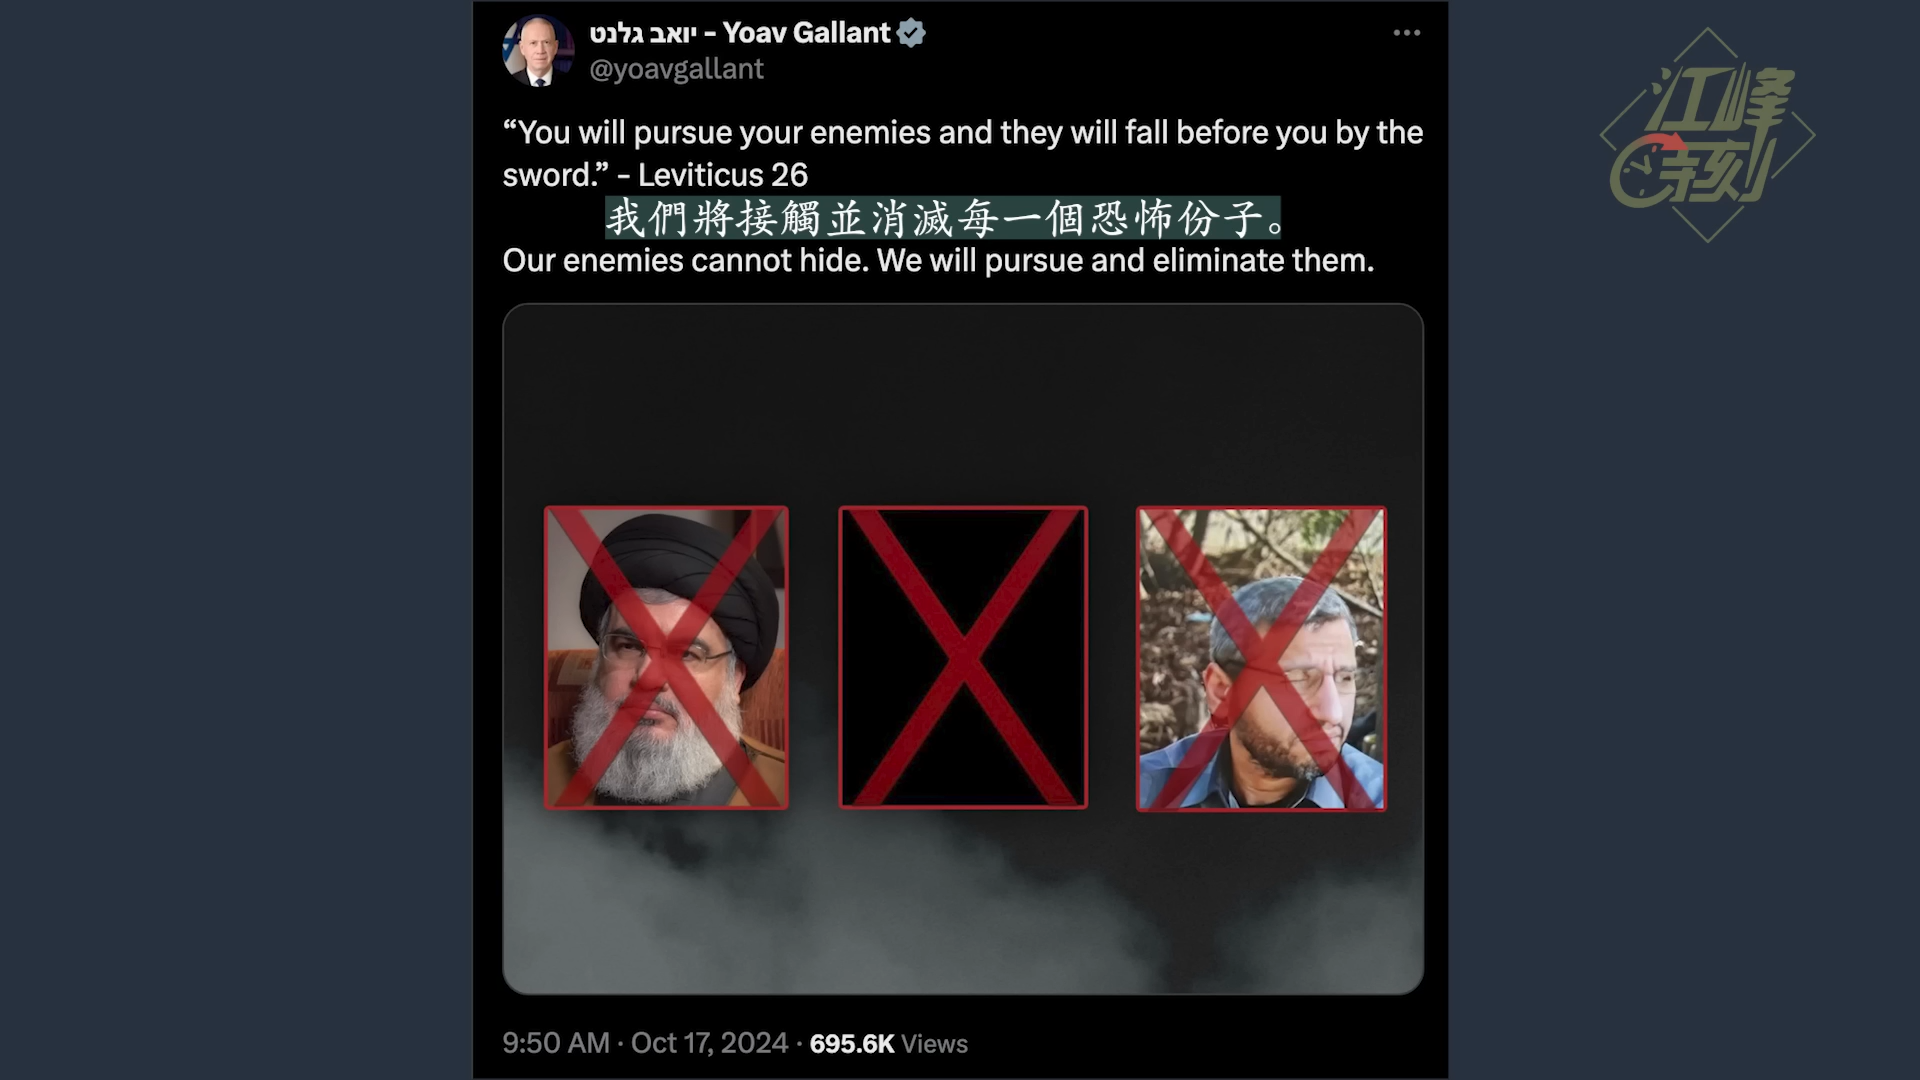 יואב גלנט - Yoav Gallant
@yoavgallant
“You will pursue your enemies and they will fall before you by the
sword.” - Leviticus 26
我們將接觸並消滅每一個恐怖份子。
Our enemies cannot hide. We will pursue and eliminate them.
9:50 AM · Oct 17, 2024 · 695.6K Views
江峰
時刻